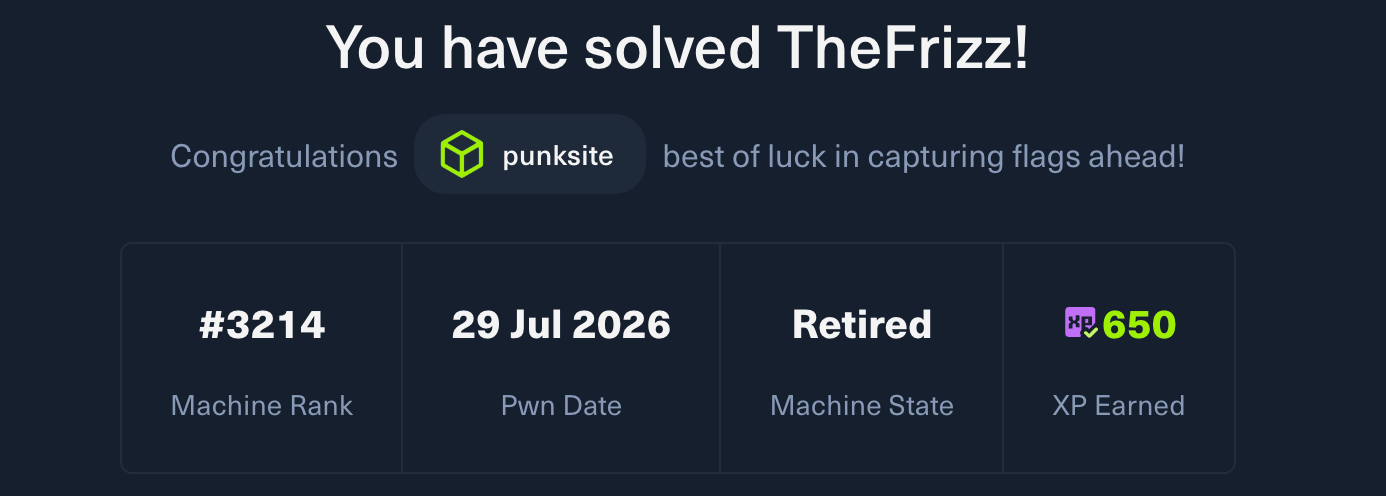 You have solved TheFrizz!
Congratulations punksite best of luck in capturing flags ahead!
#3214 29 Jul 2026 Retired XP 650
Machine Rank Pwn Date Machine State XP Earned